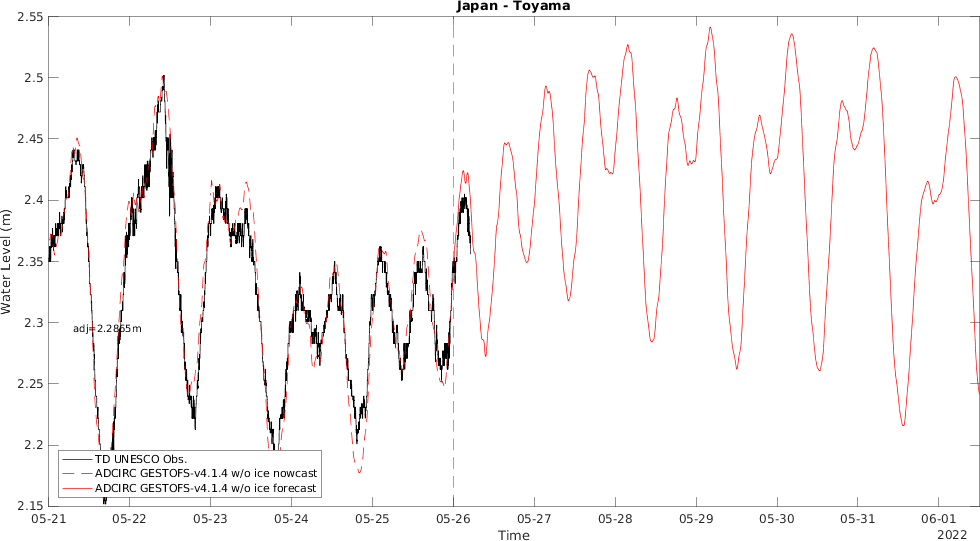 Japan - Toyama
Water Level (m)
2.55
2.5
2.45
2.4
2.35
2.3
2.25
2.2
2.15
adj=2.2865m
TD UNESCO Obs.
ADCIRC GESTOFS-v4.1.4 w/o ice nowcast
ADCIRC GESTOFS-v4.1.4 w/o ice forecast
05-21 05-22 05-23 05-24 05-25 05-26 05-27 05-28 05-29 05-30 05-31 06-01
Time
2022